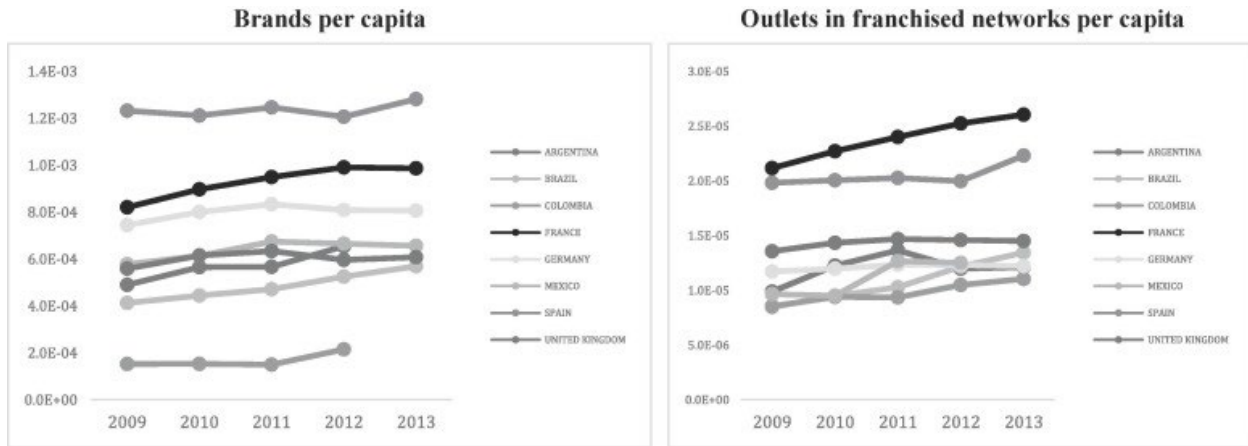 Brands per capita
1.4E-03
1.2E-03
1.0E-03
8.0E-04
6.0E-04
4.0E-04
2.0E-04
0.0E+00
2009 2010 2011 2012 2013
ARGENTINA
BRAZIL
COLOMBIA
FRANCE
GERMANY
MEXICO
SPAIN
UNITED KINGDOM
Outlets in franchised networks per capita
3.0E-05
2.5E-05
2.0E-05
1.5E-05
1.0E-05
5.0E-06
0.0E+00
2009 2010 2011 2012 2013
ARGENTINA
BRAZIL
COLOMBIA
FRANCE
GERMANY
MEXICO
SPAIN
UNITED KINGDOM